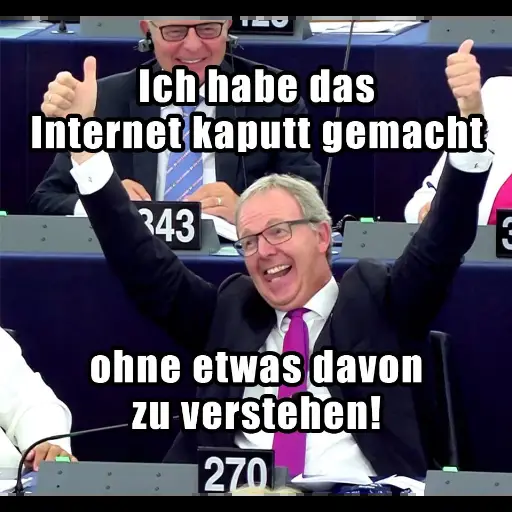 Ich habe das
Internet kaputt gemacht
343
ohne etwas davon
zu verstehen!
270